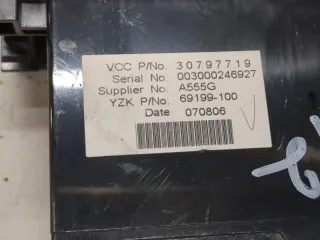 VCC P/No. 30797719
Serial No. 003000246927
Supplier No. A555G
YZK P/No. 69199-100
Date 070806